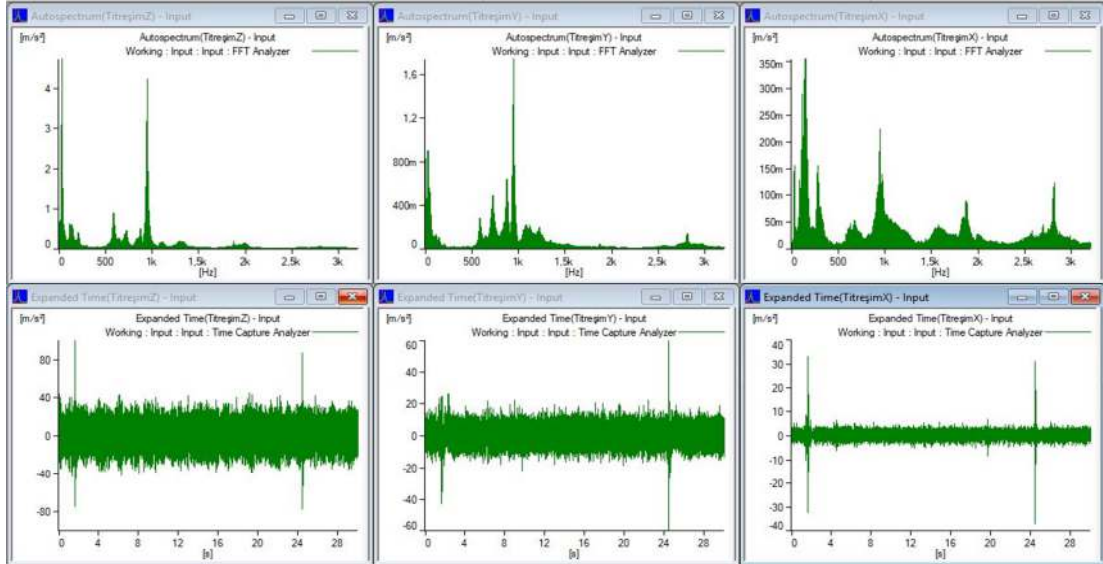 Autospectrum(TitreşimZ) - Input
[m/s²]
Autospectrum(TitreşimZ) - Input
Working : Input : Input : FFT Analyzer
4
3
2
1
0
0 500 1k 1,5k 2k 2,5k 3k
[Hz]
Autospectrum(TitreşimY) - Input
[m/s²]
Autospectrum(TitreşimY) - Input
Working : Input : Input : FFT Analyzer
1,6
1,2
800m
400m
0
0 500 1k 1,5k 2k 2,5k 3k
[Hz]
Autospectrum(TitreşimX) - Input
[m/s²]
Autospectrum(TitreşimX) - Input
Working : Input : Input : FFT Analyzer
350m
300m
250m
200m
150m
100m
50m
0
0 500 1k 1,5k 2k 2,5k 3k
[Hz]
Expanded Time(TitreşimZ) - Input
[m/s²]
Expanded Time(TitreşimZ) - Input
Working : Input : Input : Time Capture Analyzer
80
40
0
-40
-80
0 4 8 12 16 20 24 28
[s]
Expanded Time(TitreşimY) - Input
[m/s²]
Expanded Time(TitreşimY) - Input
Working : Input : Input : Time Capture Analyzer
60
40
20
0
-20
-40
-60
0 4 8 12 16 20 24 28
[s]
Expanded Time(TitreşimX) - Input
[m/s²]
Expanded Time(TitreşimX) - Input
Working : Input : Input : Time Capture Analyzer
40
30
20
10
0
-10
-20
-30
-40
0 4 8 12 16 20 24 28
[s]